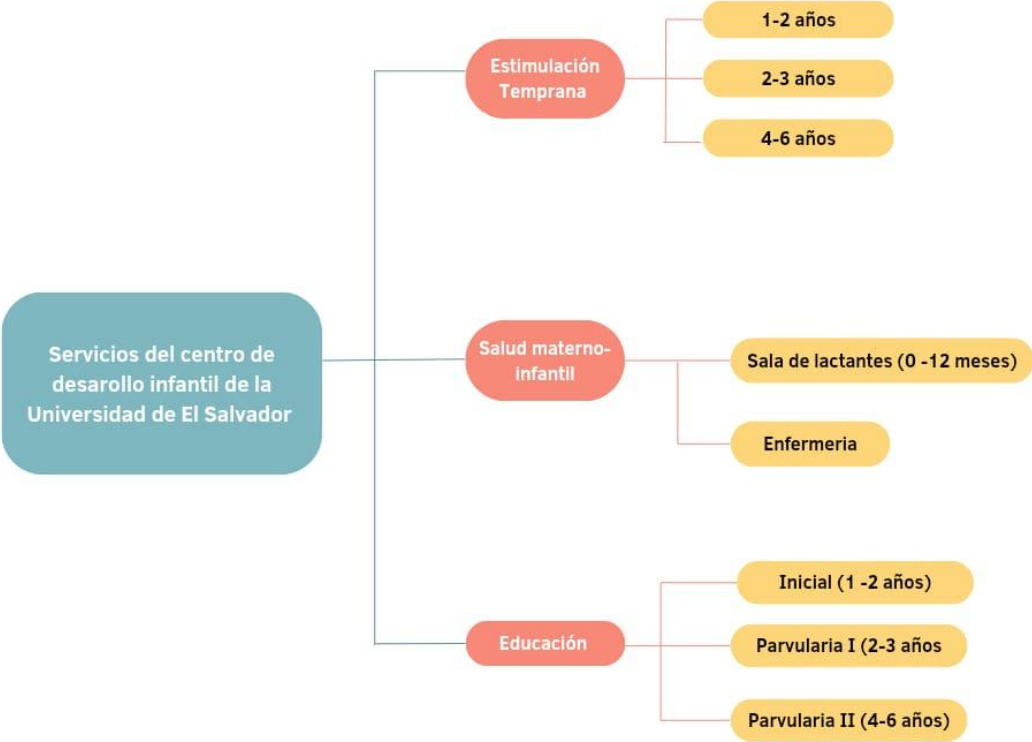 Servicios del centro de
desarollo infantil de la
Universidad de El Salvador
Estimulación
Temprana
1-2 años
2-3 años
4-6 años
Salud materno-
infantil
Sala de lactantes (0 -12 meses)
Enfermeria
Educación
Inicial (1 -2 años)
Parvularia I (2-3 años
Parvularia II (4-6 años)